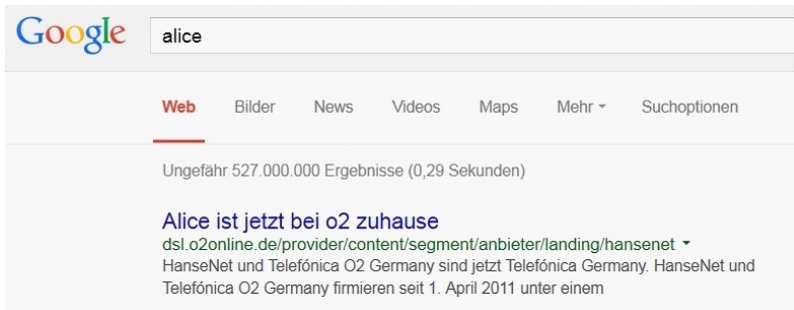 Google alice
Web Bilder News Videos Maps Mehr Suchoptionen
Ungefähr 527.000.000 Ergebnisse (0,29 Sekunden)
Alice ist jetzt bei o2 zuhause
dsl.o2online.de/provider/content/segment/anbieter/landing/hansenet
HanseNet und Telefónica O2 Germany sind jetzt Telefónica Germany. HanseNet und
Telefónica O2 Germany firmieren seit 1. April 2011 unter einem